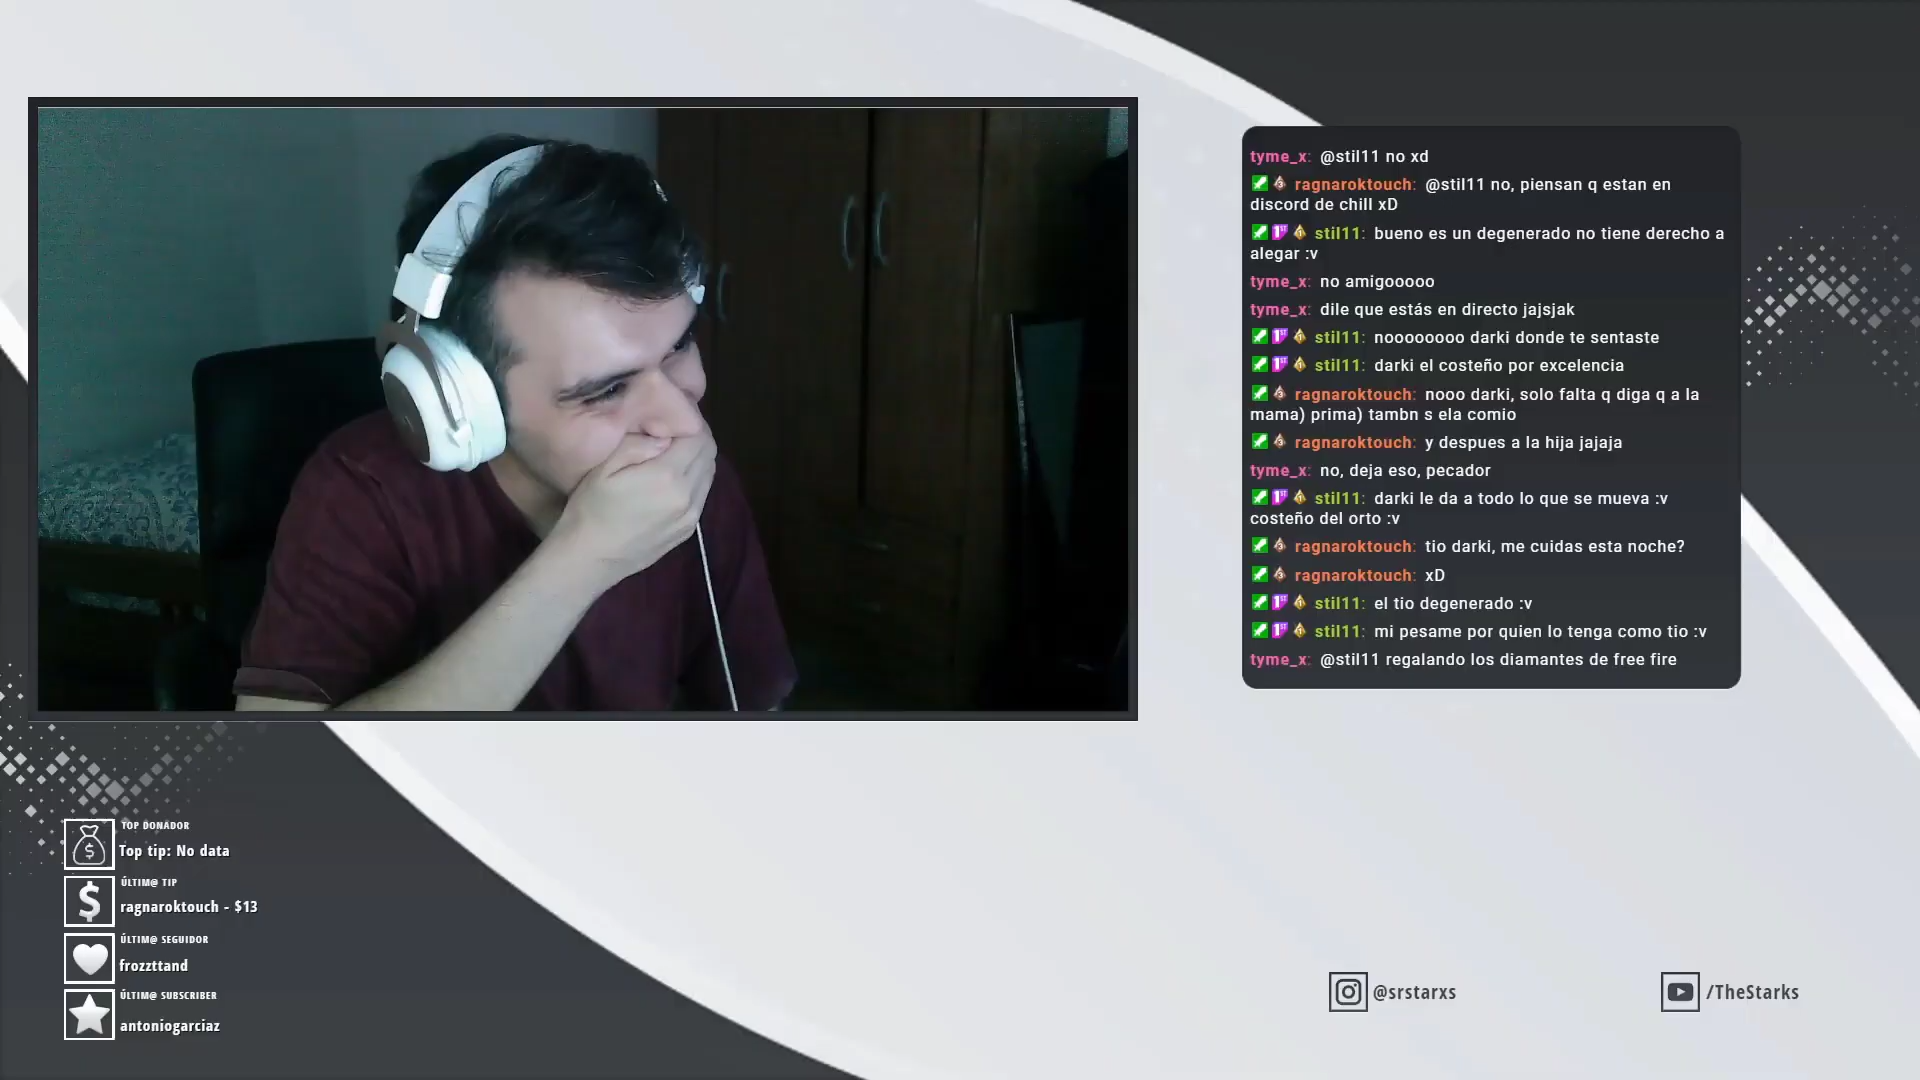 tyme_x: @stil11 no xd
ragnaroktouch: @stil11 no, piensan q estan en
discord de chill xD
stil11: bueno es un degenerado no tiene derecho a
alegar :v
tyme_x: no amigooooo
tyme_x: dile que estás en directo jajsjak
stil11: noooooooo darki donde te sentaste
stil11: darki el costeño por excelencia
ragnaroktouch: nooo darki, solo falta q diga q a la
mama) prima) tambn s ela comio
ragnaroktouch: y despues a la hija jajaja
tyme_x: no, deja eso, pecador
stil11: darki le da a todo lo que se mueva :v
costeño del orto :v
ragnaroktouch: tio darki, me cuidas esta noche?
ragnaroktouch: xD
stil11: el tio degenerado :v
stil11: mi pesame por quien lo tenga como tio :v
tyme_x: @stil11 regalando los diamantes de free fire
TOP DONADOR
Top tip: No data
ÚLTIM@ TIP
ragnaroktouch - $13
ÚLTIM@ SEGUIDOR
frozzttand
ÚLTIM@ SUBSCRIBER
antoniogarciaz
@srstarxs
/TheStarks